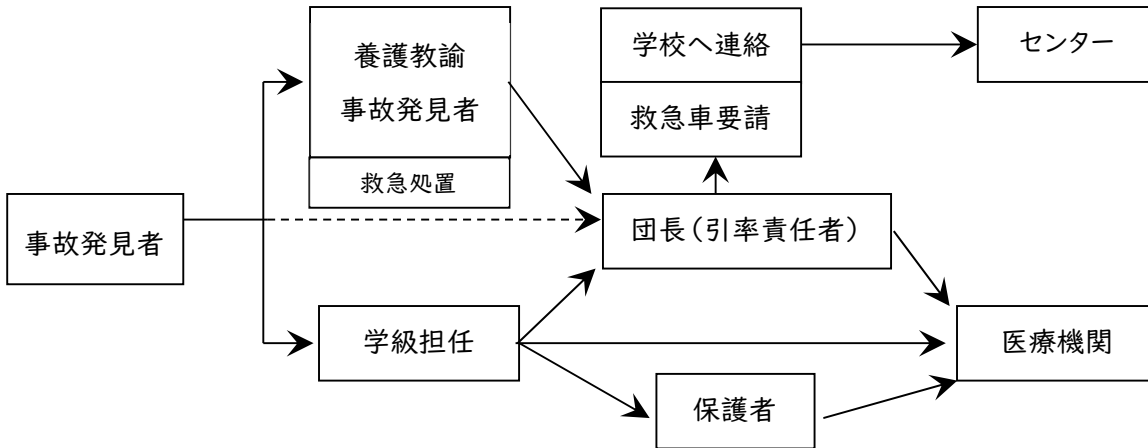 養護教諭
事故発見者
救急処置
学校へ連絡
救急車要請
センター
事故発見者
団長（引率責任者）
学級担任
医療機関
保護者